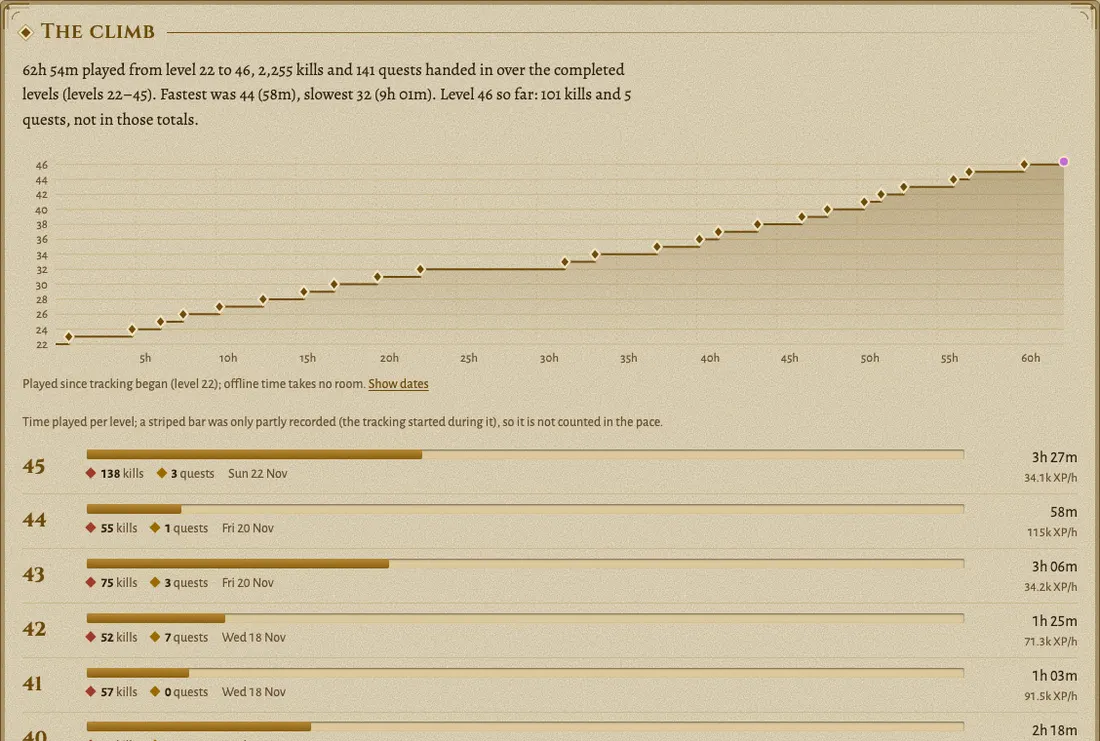 THE CLIMB
62h 54m played from level 22 to 46, 2,255 kills and 141 quests handed in over the completed
levels (levels 22–45). Fastest was 44 (58m), slowest 32 (9h 01m). Level 46 so far: 101 kills and 5
quests, not in those totals.
46
44
42
40
38
36
34
32
30
28
26
24
22
5h 10h 15h 20h 25h 30h 35h 40h 45h 50h 55h 60h
Played since tracking began (level 22); offline time takes no room. Show dates
Time played per level; a striped bar was only partly recorded (the tracking started during it), so it is not counted in the pace.
45 3h 27m
138 kills 3 quests Sun 22 Nov 34.1k XP/h
44 58m
55 kills 1 quests Fri 20 Nov 115k XP/h
43 3h 06m
75 kills 3 quests Fri 20 Nov 34.2k XP/h
42 1h 25m
52 kills 7 quests Wed 18 Nov 71.3k XP/h
41 1h 03m
57 kills 0 quests Wed 18 Nov 91.5k XP/h
40 2h 18m